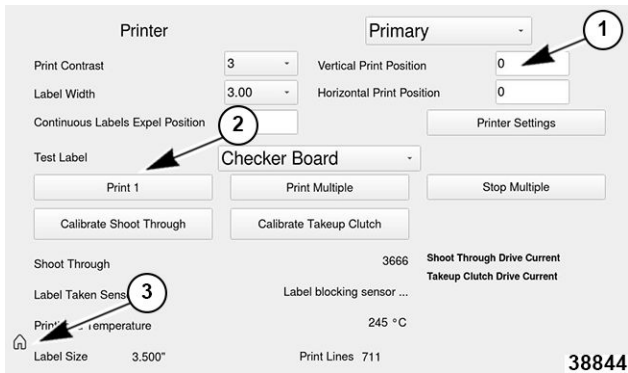 Printer
Primary
1
Print Contrast
3
Vertical Print Position
0
Label Width
3.00
Horizontal Print Position
0
Continuous Labels Expel Position
2
Printer Settings
Test Label
Checker Board
Print 1
Print Multiple
Stop Multiple
Calibrate Shoot Through
Calibrate Takeup Clutch
Shoot Through
3666
Shoot Through Drive Current
Takeup Clutch Drive Current
Label Taken
3
Label blocking sensor ...
Temperature
245 °C
Label Size
3.500"
Print Lines
711
38844